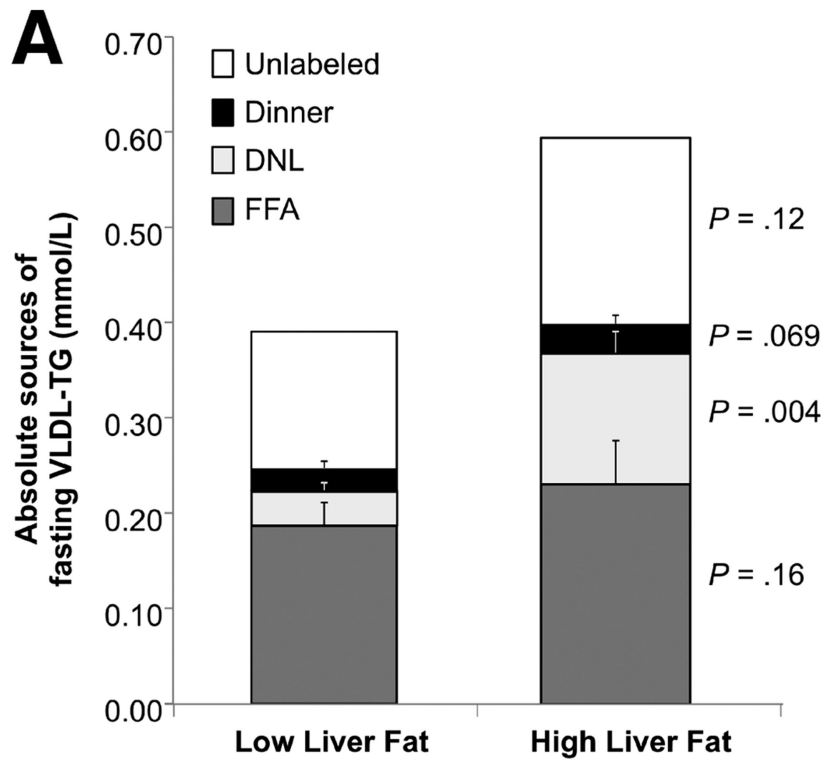 A
0.70
0.60
0.50
0.40
0.30
0.20
0.10
0.00
Absolute sources of
fasting VLDL-TG (mmol/L)
Unlabeled
Dinner
DNL
FFA
P = .12
P = .069
P = .004
P = .16
Low Liver Fat
High Liver Fat